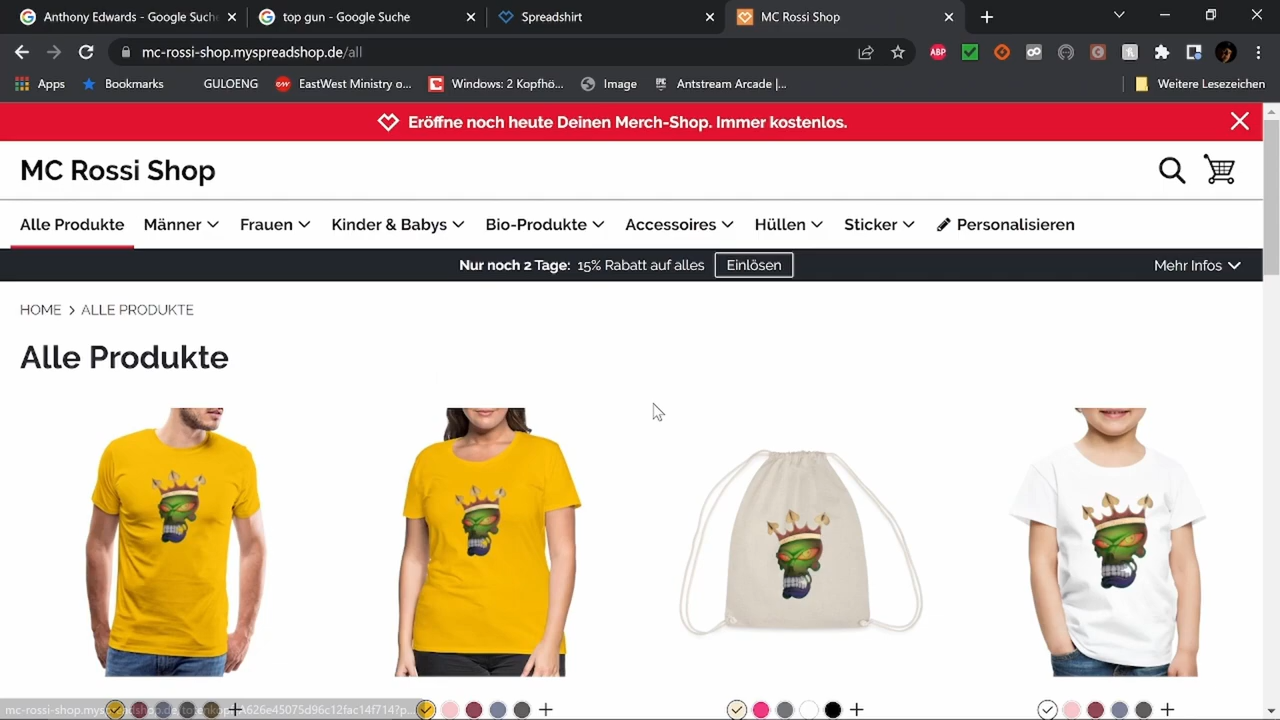 Anthony Edwards - Google Suche
top gun - Google Suche
Spreadshirt
MC Rossi Shop
mc-rossi-shop.myspreadshop.de/all
ABP
Apps
Bookmarks
GULOENG
EastWest Ministry o...
Windows: 2 Kopfhö...
Image
Antstream Arcade |...
Weitere Lesezeichen
Eröffne noch heute Deinen Merch-Shop. Immer kostenlos.
MC Rossi Shop
Alle Produkte Männer Frauen Kinder & Babys Bio-Produkte Accessoires Hüllen Sticker Personalisieren
Nur noch 2 Tage: 15% Rabatt auf alles Einlösen Mehr Infos
HOME > ALLE PRODUKTE
Alle Produkte